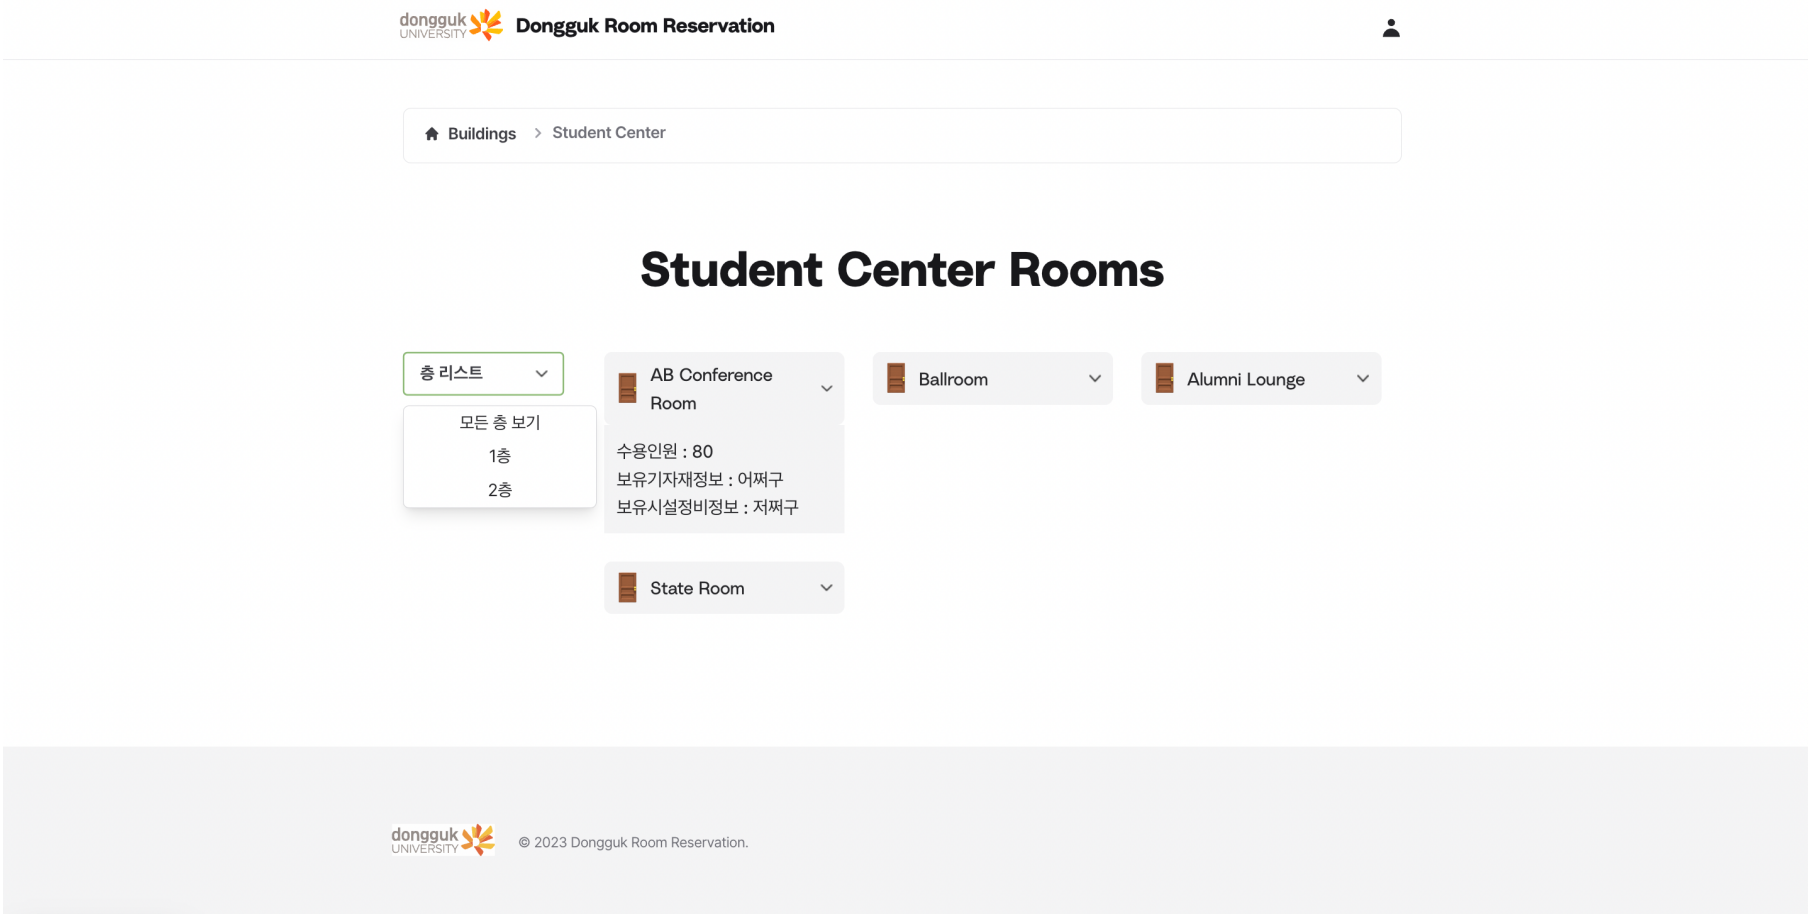 dongguk
UNIVERSITY
Dongguk Room Reservation
Buildings
Student Center
Student Center Rooms
층 리스트
모든 층 보기
1층
2층
AB Conference
Room
수용인원 : 80
보유기자재정보 : 어쩌구
보유시설정비정보 : 저쩌구
Ballroom
Alumni Lounge
State Room
dongguk
UNIVERSITY
© 2023 Dongguk Room Reservation.